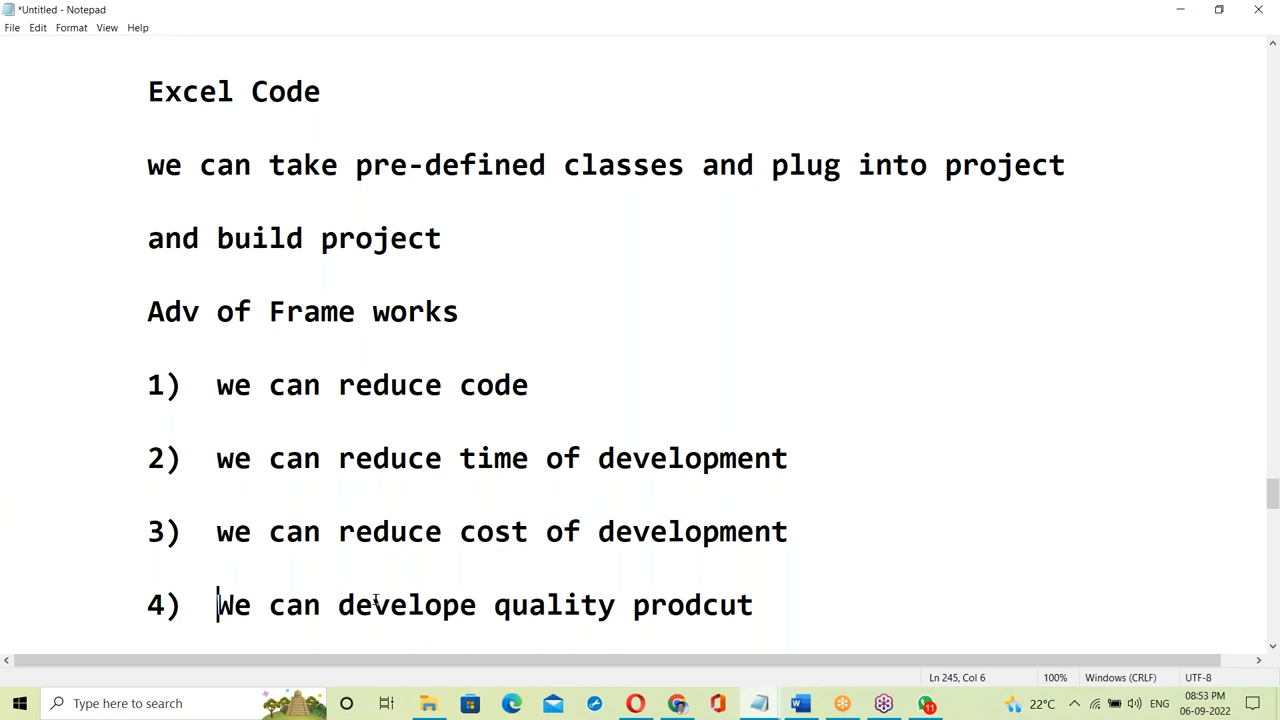 *Untitled - Notepad
File Edit Format View Help
Excel Code
we can take pre-defined classes and plug into project
and build project
Adv of Frame works
1) we can reduce code
2) we can reduce time of development
3) we can reduce cost of development
4) We can develope quality prodcut
Ln 245, Col 6 100% Windows (CRLF) UTF-8
Type here to search 11 22°C ENG 08:53 PM
06-09-2022